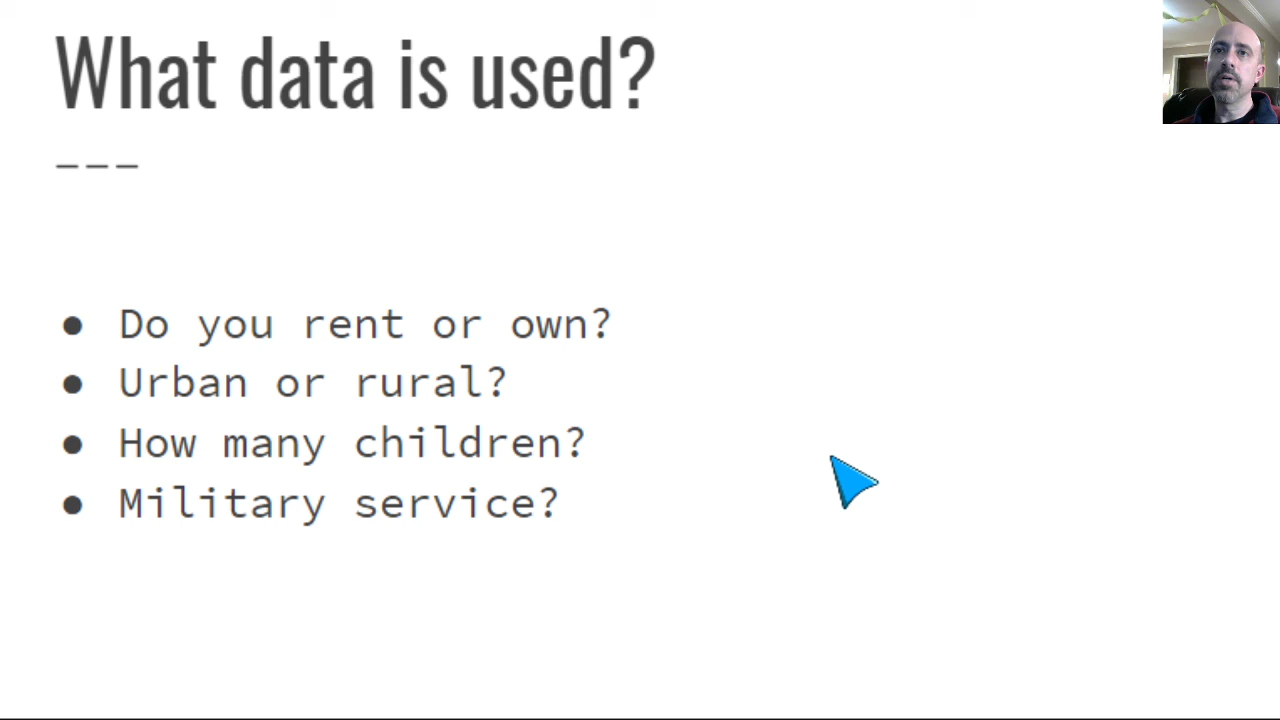 What data is used?
---
● Do you rent or own?
● Urban or rural?
● How many children?
● Military service?